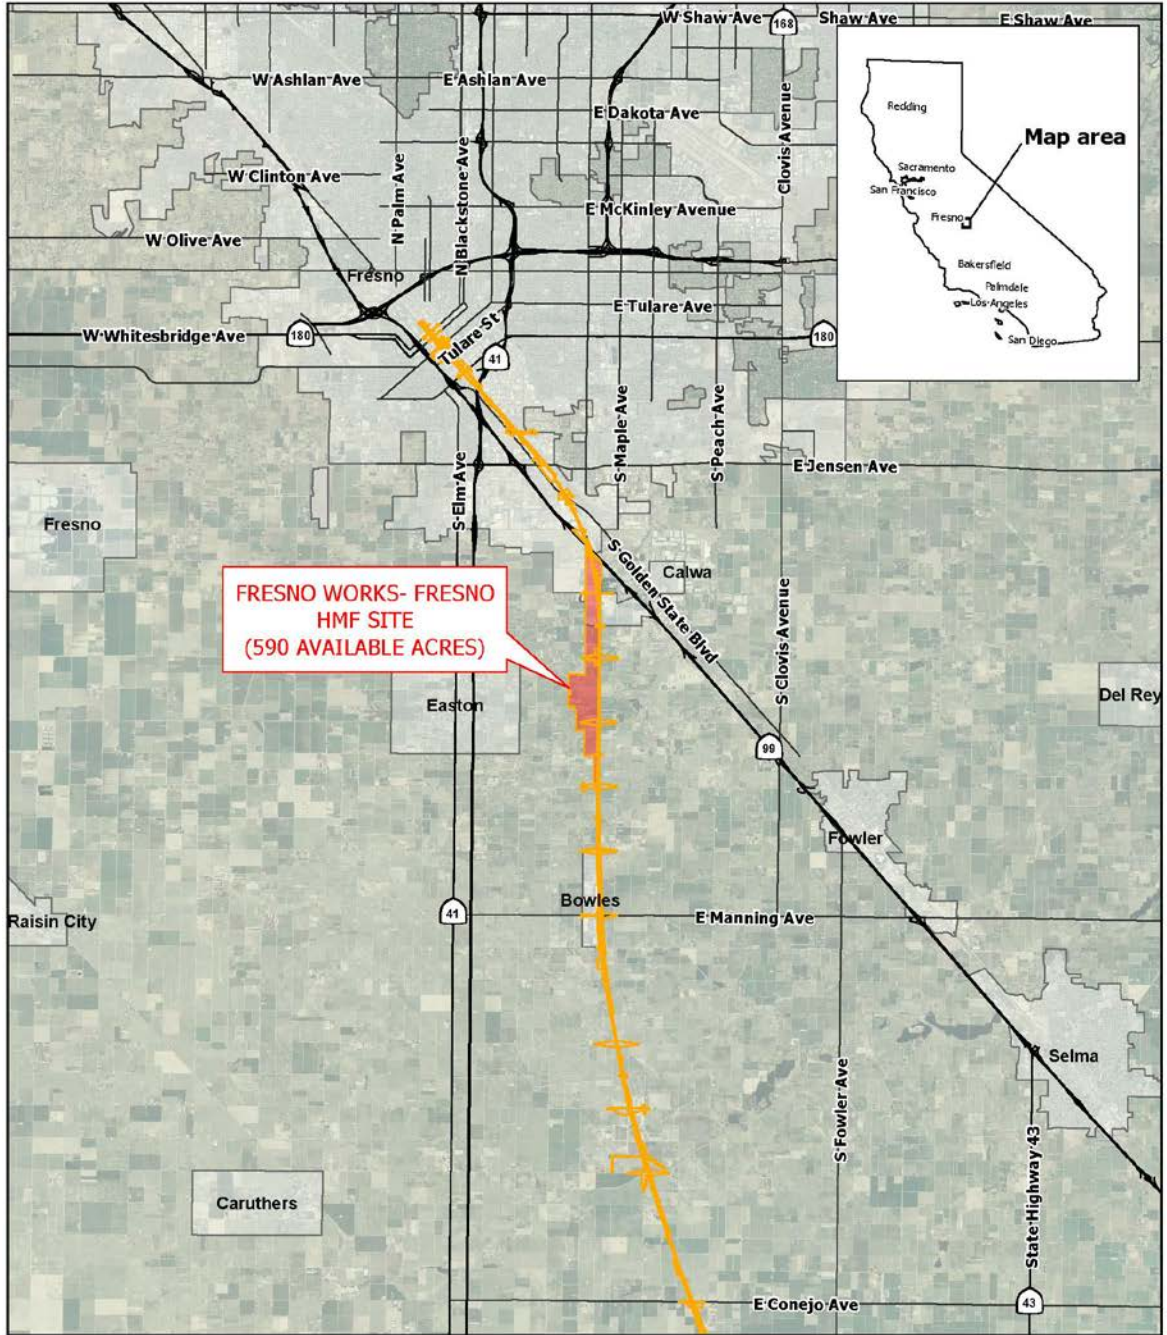 W Shaw Ave
Shaw Ave
E Shaw Ave
168
W Ashlan Ave
E Ashlan Ave
E Dakota Ave
Clovis Avenue
N Palm Ave
N Blackstone Ave
W Clinton Ave
E McKinley Avenue
W Olive Ave
Fresno
E Tulare Ave
W Whitesbridge Ave
180
Tulare St
41
180
Redding
Map area
Sacramento
San Francisco
Fresno
Bakersfield
Palmdale
Los Angeles
San Diego
S Maple Ave
S Peach Ave
E Jensen Ave
S Elm Ave
Fresno
S Golden State Blvd
Calwa
S Clovis Avenue
FRESNO WORKS- FRESNO
HMF SITE
(590 AVAILABLE ACRES)
Easton
Del Rey
99
Fowler
Bowles
Raisin City
41
E Manning Ave
S Fowler Ave
Selma
State Highway 43
Caruthers
E Conejo Ave
43